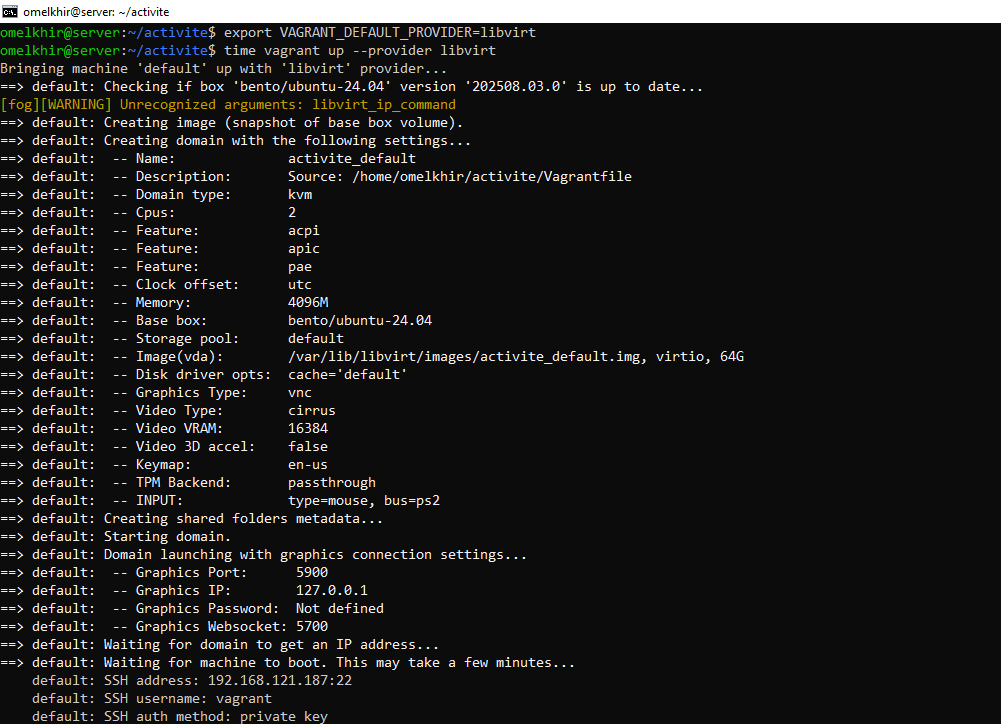 omelkhir@server: ~/activite
omelkhir@server:~/activite$ export VAGRANT_DEFAULT_PROVIDER=libvirt
omelkhir@server:~/activite$ time vagrant up --provider libvirt
Bringing machine 'default' up with 'libvirt' provider...
==> default: Checking if box 'bento/ubuntu-24.04' version '202508.03.0' is up to date...
[fog][WARNING] Unrecognized arguments: libvirt_ip_command
==> default: Creating image (snapshot of base box volume).
==> default: Creating domain with the following settings...
==> default:  -- Name:              activite_default
==> default:  -- Description:       Source: /home/omelkhir/activite/Vagrantfile
==> default:  -- Domain type:       kvm
==> default:  -- Cpus:              2
==> default:  -- Feature:           acpi
==> default:  -- Feature:           apic
==> default:  -- Feature:           pae
==> default:  -- Clock offset:      utc
==> default:  -- Memory:            4096M
==> default:  -- Base box:          bento/ubuntu-24.04
==> default:  -- Storage pool:      default
==> default:  -- Image(vda):        /var/lib/libvirt/images/activite_default.img, virtio, 64G
==> default:  -- Disk driver opts:  cache='default'
==> default:  -- Graphics Type:     vnc
==> default:  -- Video Type:        cirrus
==> default:  -- Video VRAM:        16384
==> default:  -- Video 3D accel:    false
==> default:  -- Keymap:            en-us
==> default:  -- TPM Backend:       passthrough
==> default:  -- INPUT:             type=mouse, bus=ps2
==> default: Creating shared folders metadata...
==> default: Starting domain.
==> default: Domain launching with graphics connection settings...
==> default:  -- Graphics Port:      5900
==> default:  -- Graphics IP:        127.0.0.1
==> default:  -- Graphics Password:  Not defined
==> default:  -- Graphics Websocket: 5700
==> default: Waiting for domain to get an IP address...
==> default: Waiting for machine to boot. This may take a few minutes...
    default: SSH address: 192.168.121.187:22
    default: SSH username: vagrant
    default: SSH auth method: private key